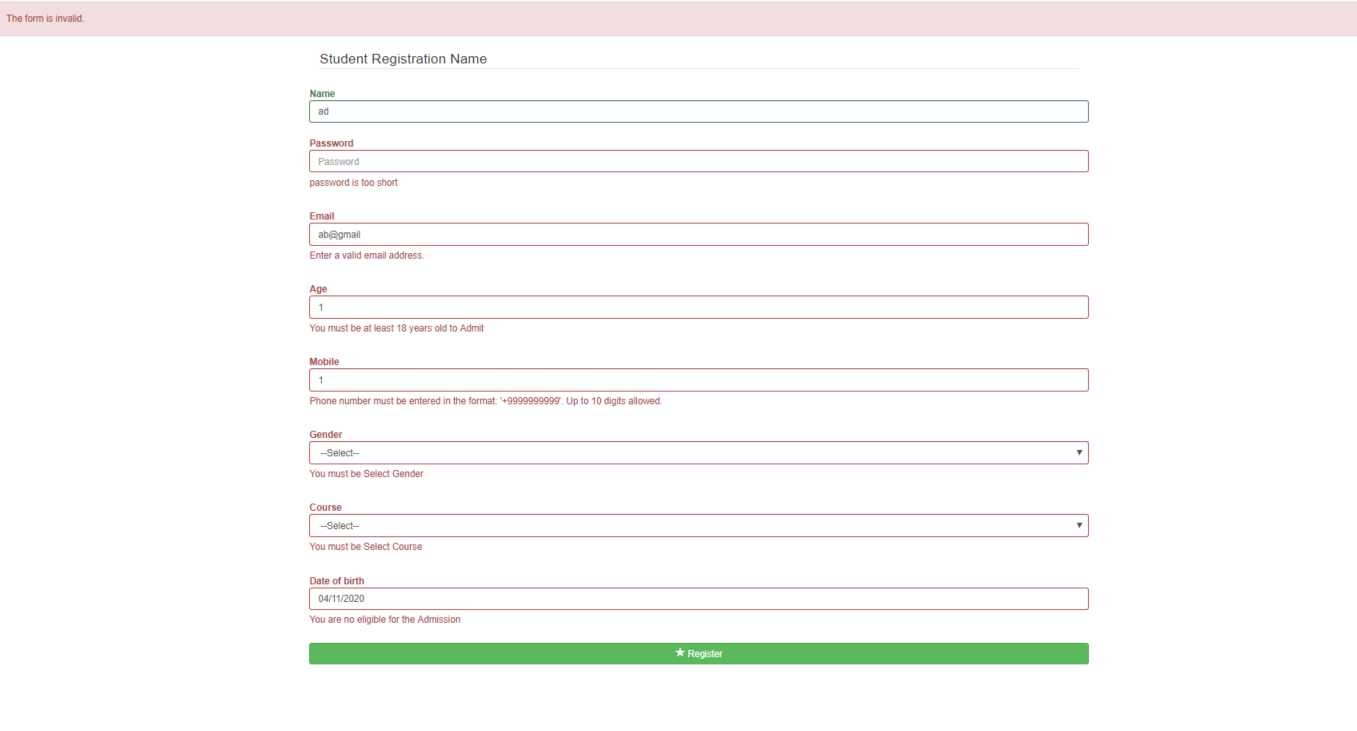 The form is invalid.
Student Registration Name
Name
ad
Password
Password
password is too short
Email
ab@gmail
Enter a valid email address.
Age
1
You must be at least 18 years old to Admit
Mobile
1
Phone number must be entered in the format: '+9999999999'. Up to 10 digits allowed.
Gender
--Select--
You must be Select Gender
Course
--Select--
You must be Select Course
Date of birth
04/11/2020
You are no eligible for the Admission
★ Register